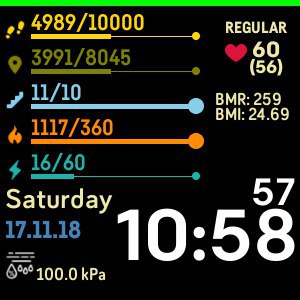 4989/10000
REGULAR
60
(56)
3991/8045
11/10
BMR: 259
BMI: 24.69
1117/360
16/60
Saturday
57
17.11.18
10:58
100.0 kPa